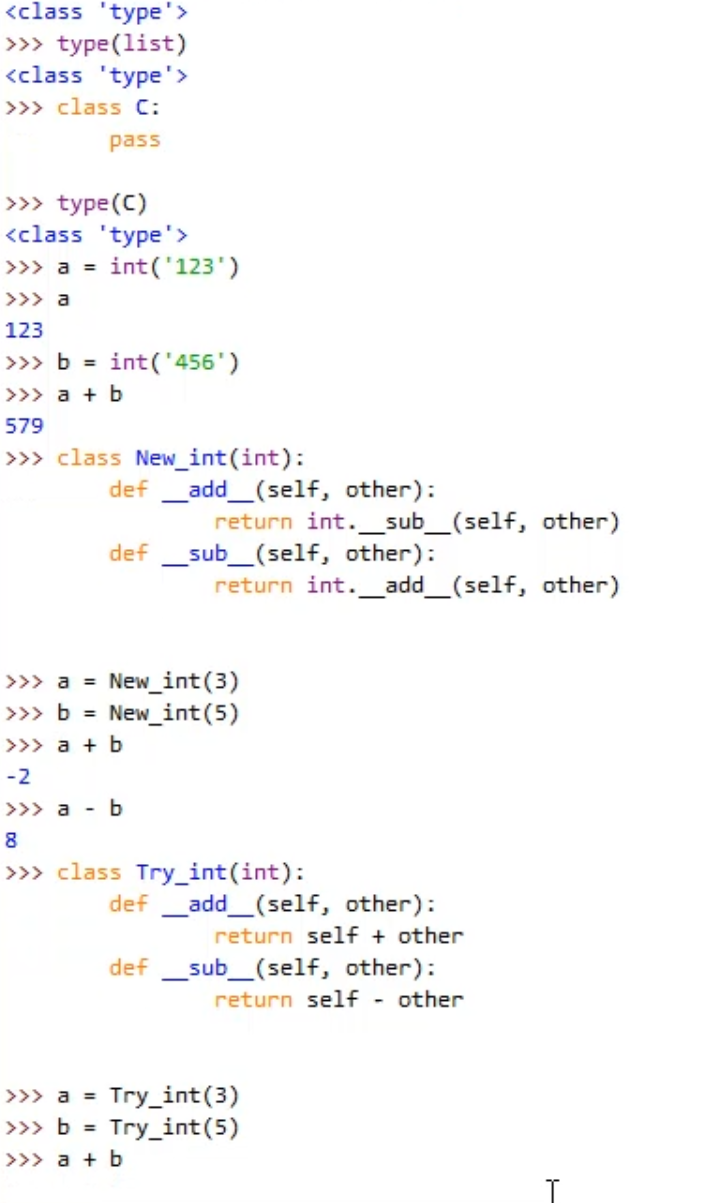 <class 'type'>
>>> type(list)
<class 'type'>
>>> class C:
        pass

>>> type(C)
<class 'type'>
>>> a = int('123')
>>> a
123
>>> b = int('456')
>>> a + b
579
>>> class New_int(int):
        def __add__(self, other):
                return int.__sub__(self, other)
        def __sub__(self, other):
                return int.__add__(self, other)

>>> a = New_int(3)
>>> b = New_int(5)
>>> a + b
-2
>>> a - b
8
>>> class Try_int(int):
        def __add__(self, other):
                return self + other
        def __sub__(self, other):
                return self - other

>>> a = Try_int(3)
>>> b = Try_int(5)
>>> a + b